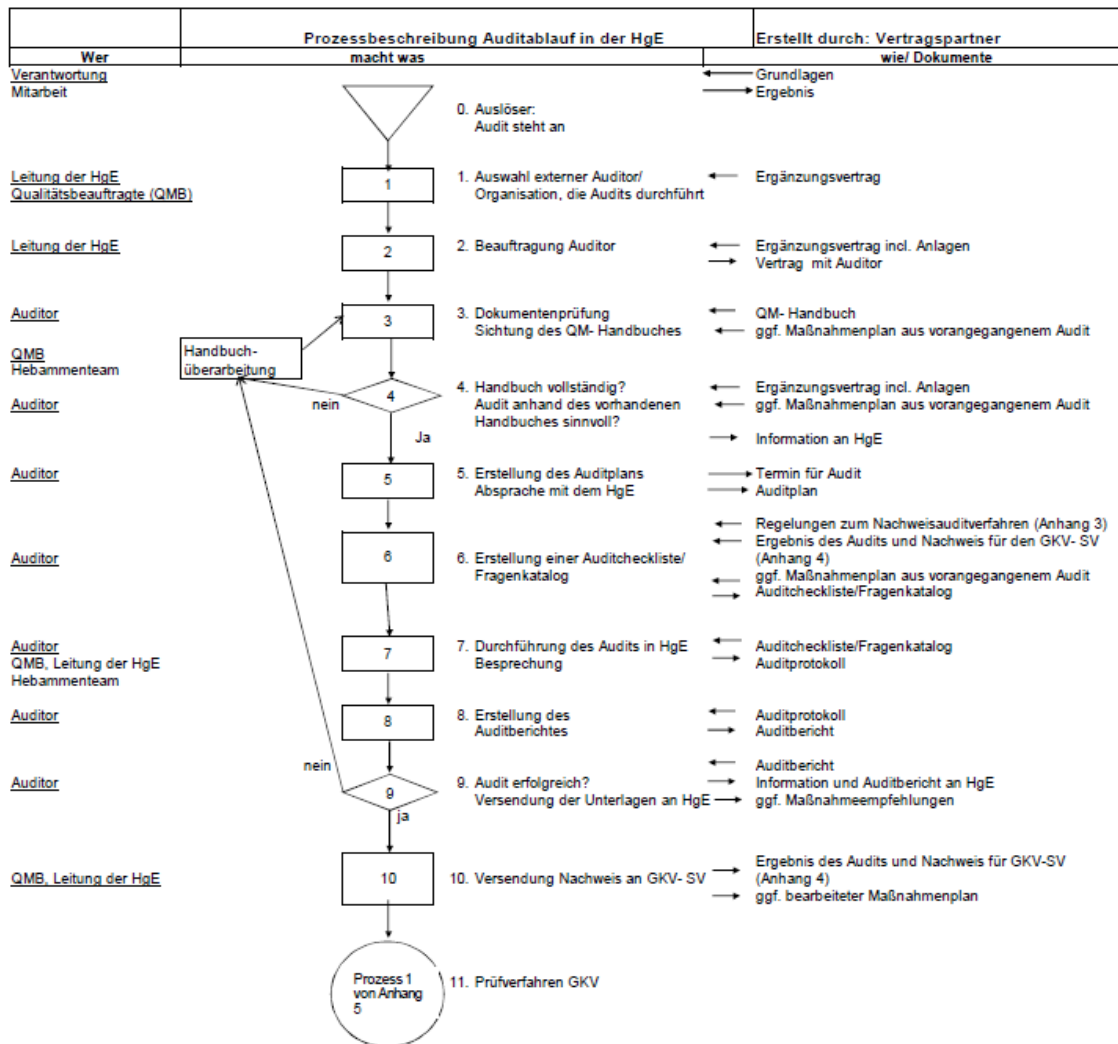 Prozessbeschreibung Auditablauf in der HgE
Erstellt durch: Vertragspartner
Wer
macht was
wie/ Dokumente
Verantwortung
Mitarbeit
Grundlagen
Ergebnis
0. Auslöser:
Audit steht an
Leitung der HgE
Qualitätsbeauftragte (QMB)
1
1. Auswahl externer Auditor/
Organisation, die Audits durchführt
Ergänzungsvertrag
Leitung der HgE
2
2. Beauftragung Auditor
Ergänzungsvertrag incl. Anlagen
Vertrag mit Auditor
Auditor
3
3. Dokumentenprüfung
Sichtung des QM- Handbuches
QM- Handbuch
ggf. Maßnahmenplan aus vorangegangenem Audit
QMB
Hebammenteam
Handbuch-
überarbeitung
Auditor
nein
4
Ja
4. Handbuch vollständig?
Audit anhand des vorhandenen
Handbuches sinnvoll?
Ergänzungsvertrag incl. Anlagen
ggf. Maßnahmenplan aus vorangegangenem Audit
Information an HgE
Auditor
5
5. Erstellung des Auditplans
Absprache mit dem HgE
Termin für Audit
Auditplan
Auditor
6
6. Erstellung einer Auditcheckliste/
Fragenkatalog
Regelungen zum Nachweisauditverfahren (Anhang 3)
Ergebnis des Audits und Nachweis für den GKV- SV
(Anhang 4)
ggf. Maßnahmenplan aus vorangegangenem Audit
Auditcheckliste/Fragenkatalog
Auditor
QMB, Leitung der HgE
Hebammenteam
7
7. Durchführung des Audits in HgE
Besprechung
Auditcheckliste/Fragenkatalog
Auditprotokoll
Auditor
8
8. Erstellung des
Auditberichtes
Auditprotokoll
Auditbericht
Auditor
nein
9
ja
9. Audit erfolgreich?
Versendung der Unterlagen an HgE
Auditbericht
Information und Auditbericht an HgE
ggf. Maßnahmeempfehlungen
QMB, Leitung der HgE
10
10. Versendung Nachweis an GKV- SV
Ergebnis des Audits und Nachweis für GKV-SV
(Anhang 4)
ggf. bearbeiteter Maßnahmenplan
Prozess 1
von Anhang
5
11. Prüfverfahren GKV